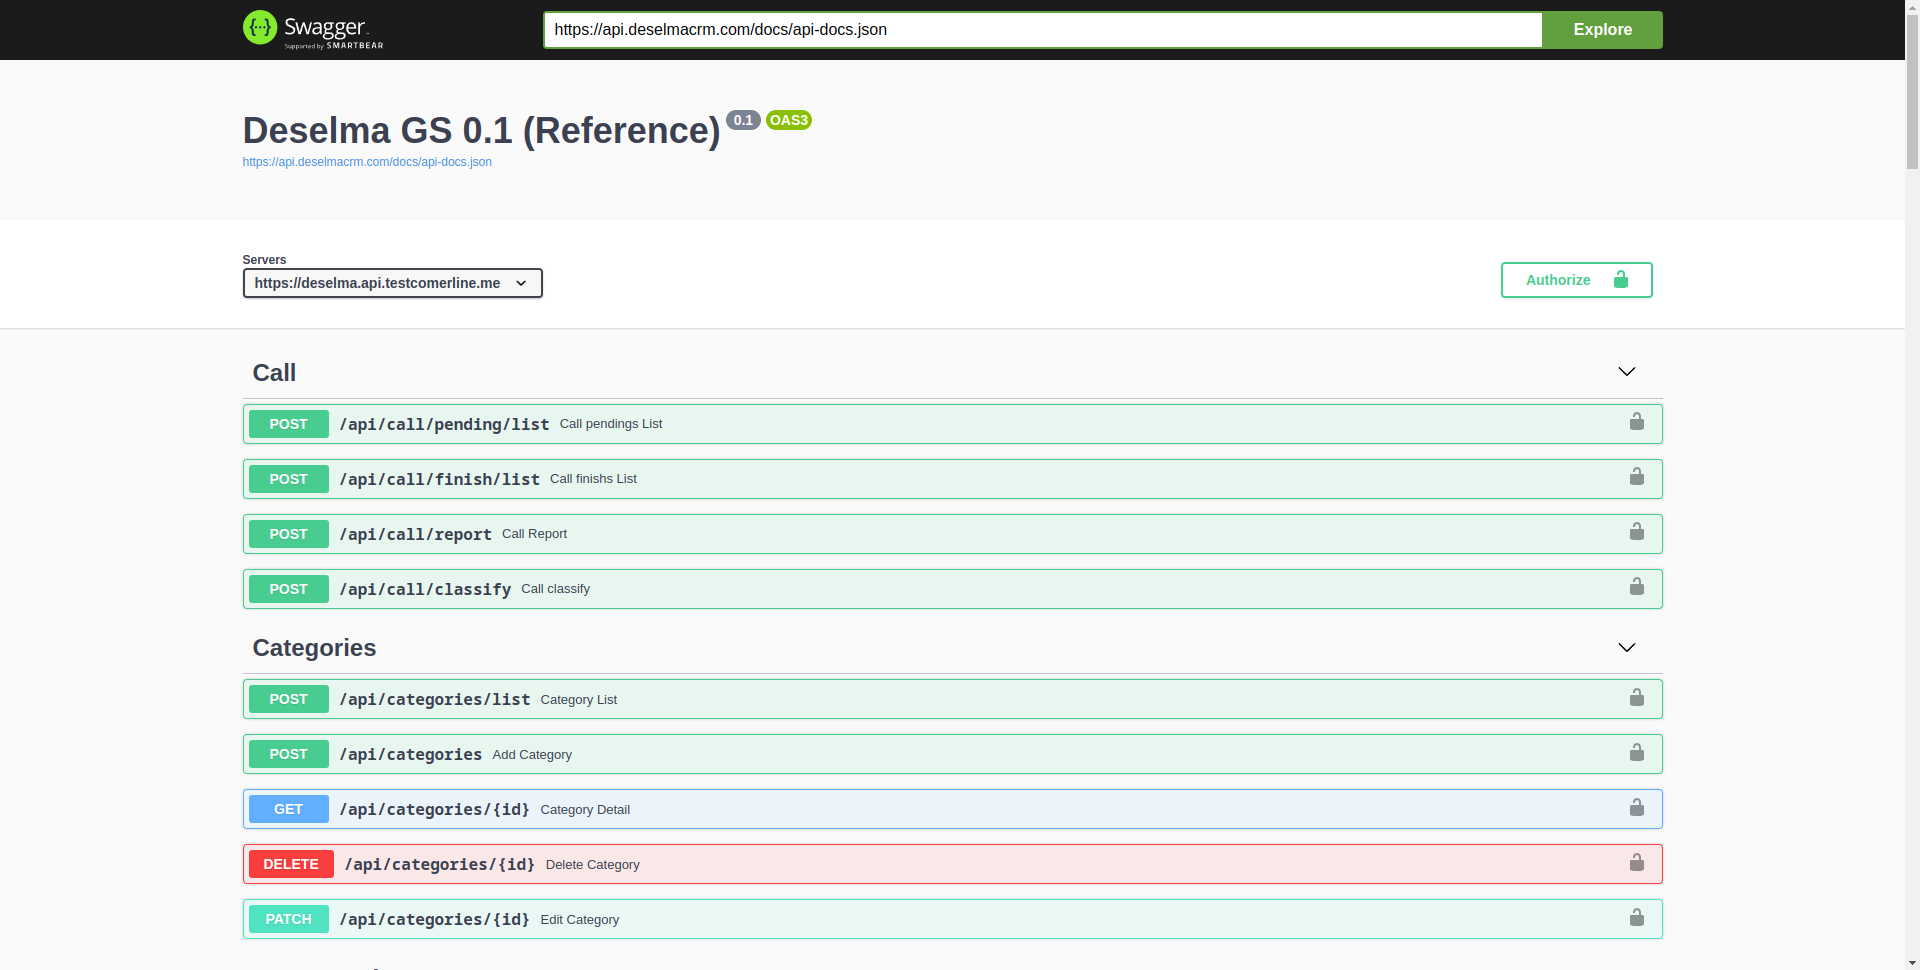 Swagger
Supported by SMARTBEAR
https://api.deselmacrm.com/docs/api-docs.json
Explore
Deselma GS 0.1 (Reference) 0.1 OAS3
https://api.deselmacrm.com/docs/api-docs.json
Servers
https://deselma.api.testcomerline.me
Authorize
Call
POST /api/call/pending/list Call pendings List
POST /api/call/finish/list Call finishs List
POST /api/call/report Call Report
POST /api/call/classify Call classify
Categories
POST /api/categories/list Category List
POST /api/categories Add Category
GET /api/categories/{id} Category Detail
DELETE /api/categories/{id} Delete Category
PATCH /api/categories/{id} Edit Category